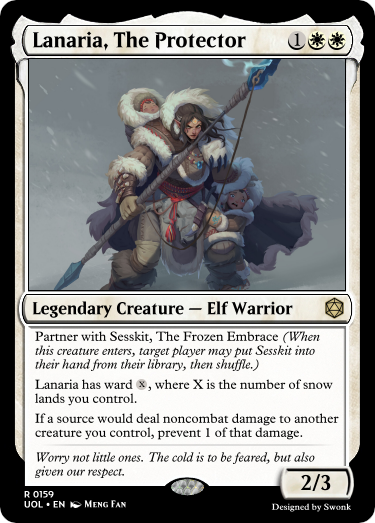 Lanaria, The Protector 1
Legendary Creature — Elf Warrior
Partner with Sesskit, The Frozen Embrace (When
this creature enters, target player may put Sesskit into
their hand from their library, then shuffle.)
Lanaria has ward X, where X is the number of snow
lands you control.
If a source would deal noncombat damage to another
creature you control, prevent 1 of that damage.
Worry not little ones. The cold is to be feared, but also
given our respect.
2/3
R 0159
UOL • EN Meng Fan
Designed by Swonk